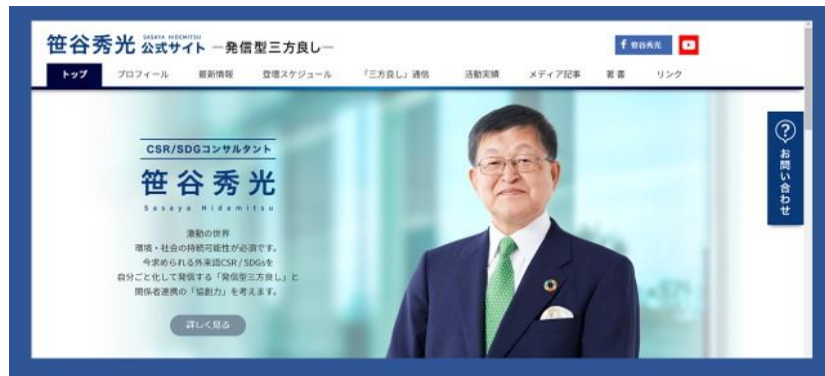 笹谷秀光 SASAYA HIDEMITSU 公式サイト ―発信型三方良し―
f 笹谷秀光
トップ プロフィール 最新情報 登壇スケジュール 「三方良し」通信 活動実績 メディア記事 著書 リンク
CSR/SDGコンサルタント
笹谷秀光
Sasaya Hidemitsu
激動の世界
環境・社会の持続可能性が必須です。
今求められる外来語CSR/SDGsを
自分ごと化して発信する「発信型三方良し」と
関係者連携の「協創力」を考えます。
詳しく見る
? お問い合わせ